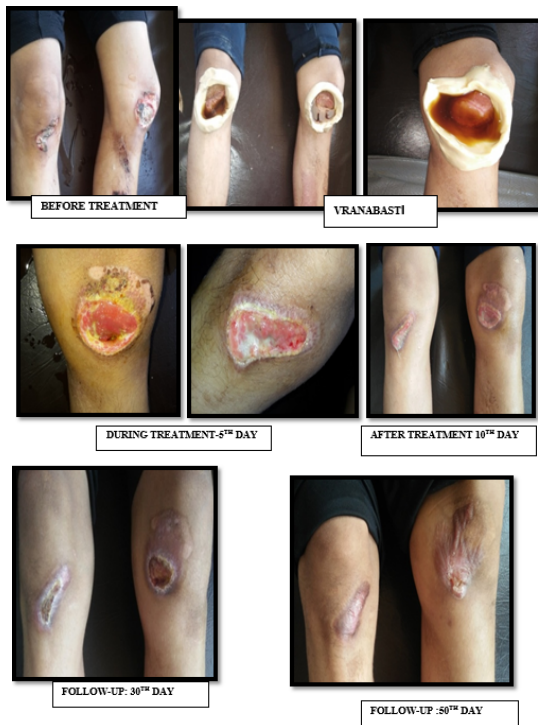 BEFORE TREATMENT
VRANABASTI
DURING TREATMENT-5TH DAY
AFTER TREATMENT 10TH DAY
FOLLOW-UP: 30TH DAY
FOLLOW-UP :50TH DAY